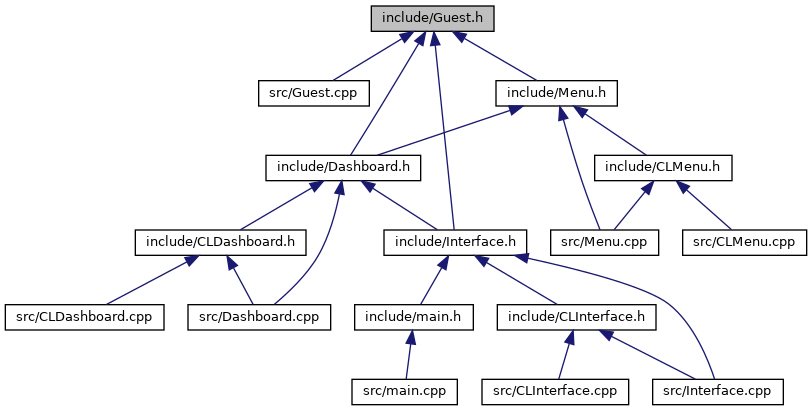 include/Guest.h
src/Guest.cpp
include/Menu.h
include/Dashboard.h
include/CLMenu.h
include/CLDashboard.h
include/Interface.h
src/Menu.cpp
src/CLMenu.cpp
src/CLDashboard.cpp
src/Dashboard.cpp
include/main.h
include/CLInterface.h
src/main.cpp
src/CLInterface.cpp
src/Interface.cpp